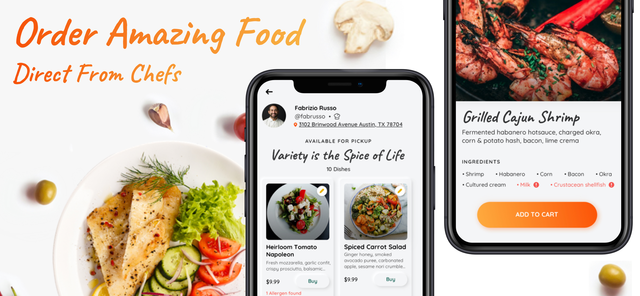 Order Amazing Food
Direct From Chefs
Fabrizio Russo
@fabrusso •
3102 Brinwood Avenue Austin, TX 78704
AVAILABLE FOR PICKUP
Variety is the Spice of Life
10 Dishes
Heirloom Tomato
Napoleon
Fresh mozzarella, garlic confit,
crispy prosciutto, balsamic...
$9.99
Buy
1 Allergen found
Spiced Carrot Salad
Ginger honey, smoked
avocado puree, carbonated
apple, sesame non crumble...
$9.99
Buy
Grilled Cajun Shrimp
Fermented habanero hotsauce, charred okra,
corn & potato hash, bacon, lime crema
INGREDIENTS
• Shrimp • Habanero • Corn • Bacon • Okra
• Cultured cream • Milk • Crustacean shellfish
ADD TO CART